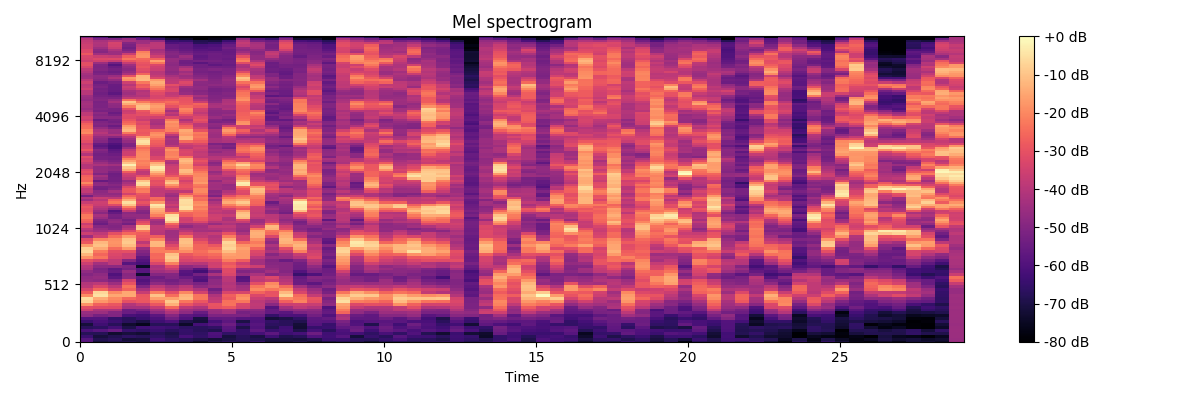 Mel spectrogram
8192
4096
2048
1024
512
0
Hz
0 5 10 15 20 25
Time
+0 dB
-10 dB
-20 dB
-30 dB
-40 dB
-50 dB
-60 dB
-70 dB
-80 dB